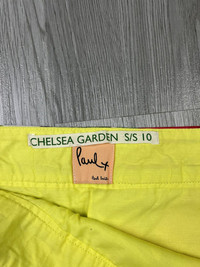 CHELSEA GARDEN S/S 10
Paul x
Paul Smith